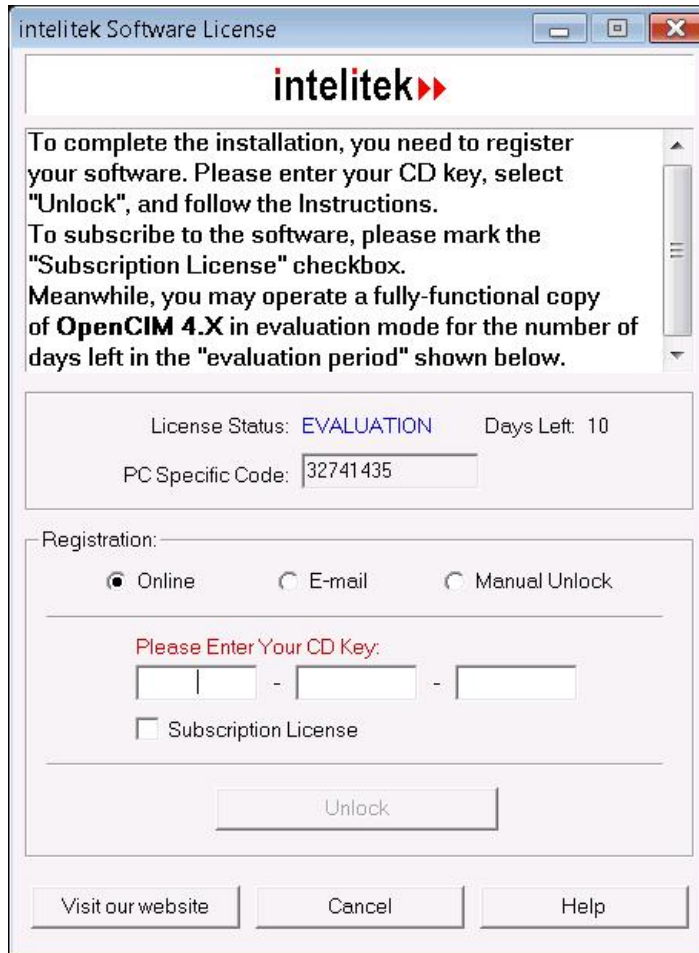 intelitek Software License
intelitek
To complete the installation, you need to register
your software. Please enter your CD key, select
"Unlock", and follow the Instructions.
To subscribe to the software, please mark the
"Subscription License" checkbox.
Meanwhile, you may operate a fully-functional copy
of OpenCIM 4.X in evaluation mode for the number of
days left in the "evaluation period" shown below.
License Status: EVALUATION Days Left: 10
PC Specific Code: 32741435
Registration:
Online E-mail Manual Unlock
Please Enter Your CD Key:
- -
Subscription License
Unlock
Visit our website Cancel Help